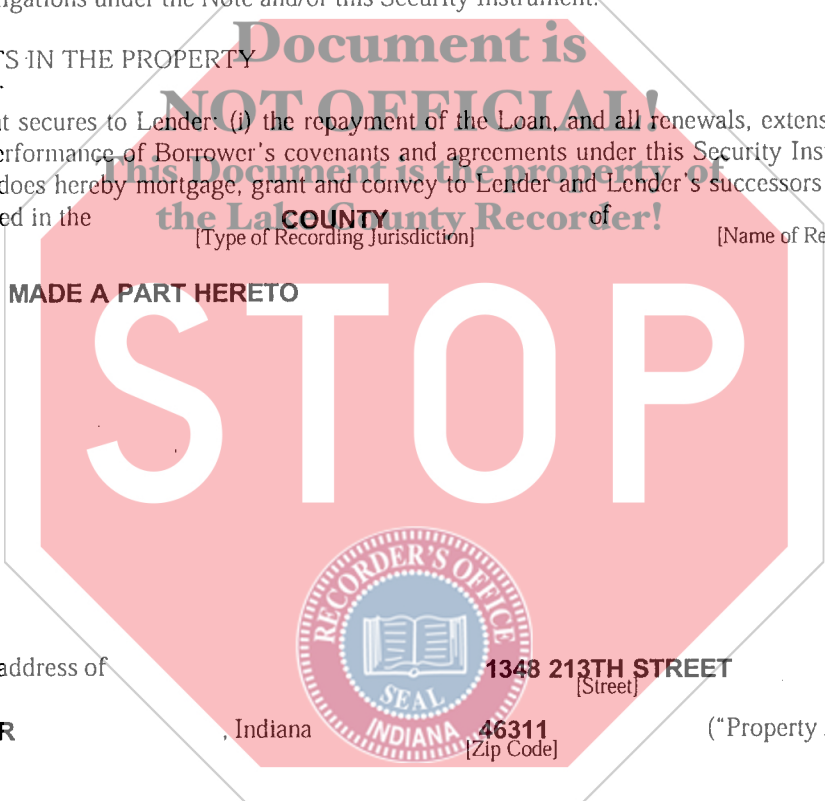 igations under the Note and/or this Security Instrument.
Document is
TS IN THE PROPERTY
NOT OFFICIAL!
t secures to Lender: (i) the repayment of the Loan, and all renewals, extens
erformance of Borrower's covenants and agreements under this Security Ins
This Document is the property of
does hereby mortgage, grant and convey to Lender and Lender's successors
ed in the COUNTY of
the Lake County Recorder!
[Type of Recording Jurisdiction] [Name of Re
MADE A PART HERETO
STOP
RECORDER'S OFFICE
SEAL
INDIANA
address of 1348 213TH STREET
[Street]
R , Indiana 46311 ("Property
[Zip Code]